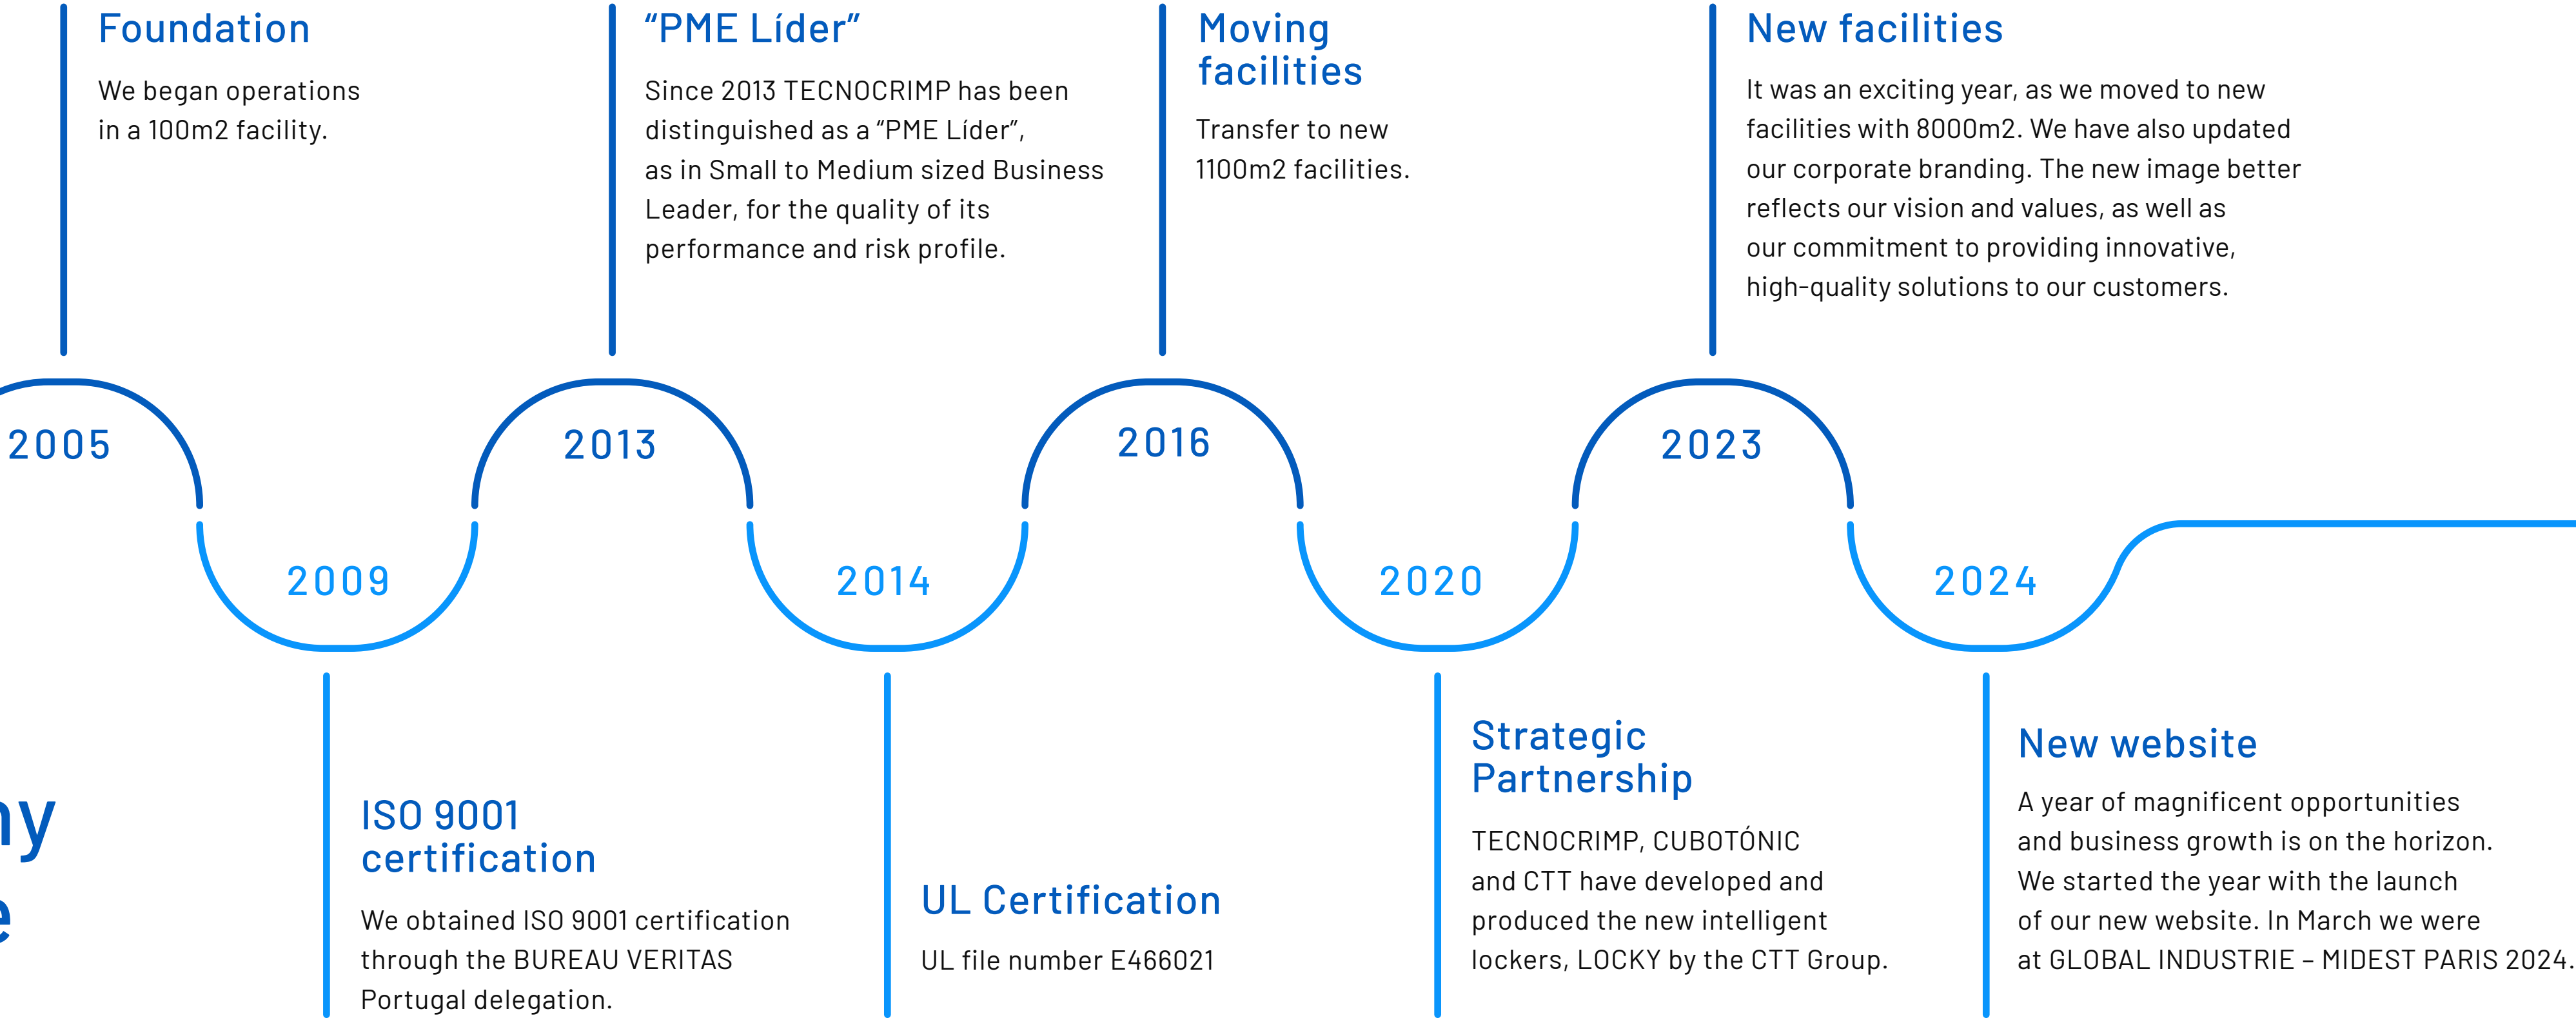 Foundation
We began operations
in a 100m2 facility.
“PME Líder”
Since 2013 TECNOCRIMP has been
distinguished as a “PME Líder”,
as in Small to Medium sized Business
Leader, for the quality of its
performance and risk profile.
Moving
facilities
Transfer to new
1100m2 facilities.
New facilities
It was an exciting year, as we moved to new
facilities with 8000m2. We have also updated
our corporate branding. The new image better
reflects our vision and values, as well as
our commitment to providing innovative,
high-quality solutions to our customers.
2005
2013
2016
2023
2009
2014
2020
2024
ISO 9001
certification
We obtained ISO 9001 certification
through the BUREAU VERITAS
Portugal delegation.
UL Certification
UL file number E466021
Strategic
Partnership
TECNOCRIMP, CUBOTÓNIC
and CTT have developed and
produced the new intelligent
lockers, LOCKY by the CTT Group.
New website
A year of magnificent opportunities
and business growth is on the horizon.
We started the year with the launch
of our new website. In March we were
at GLOBAL INDUSTRIE – MIDEST PARIS 2024.